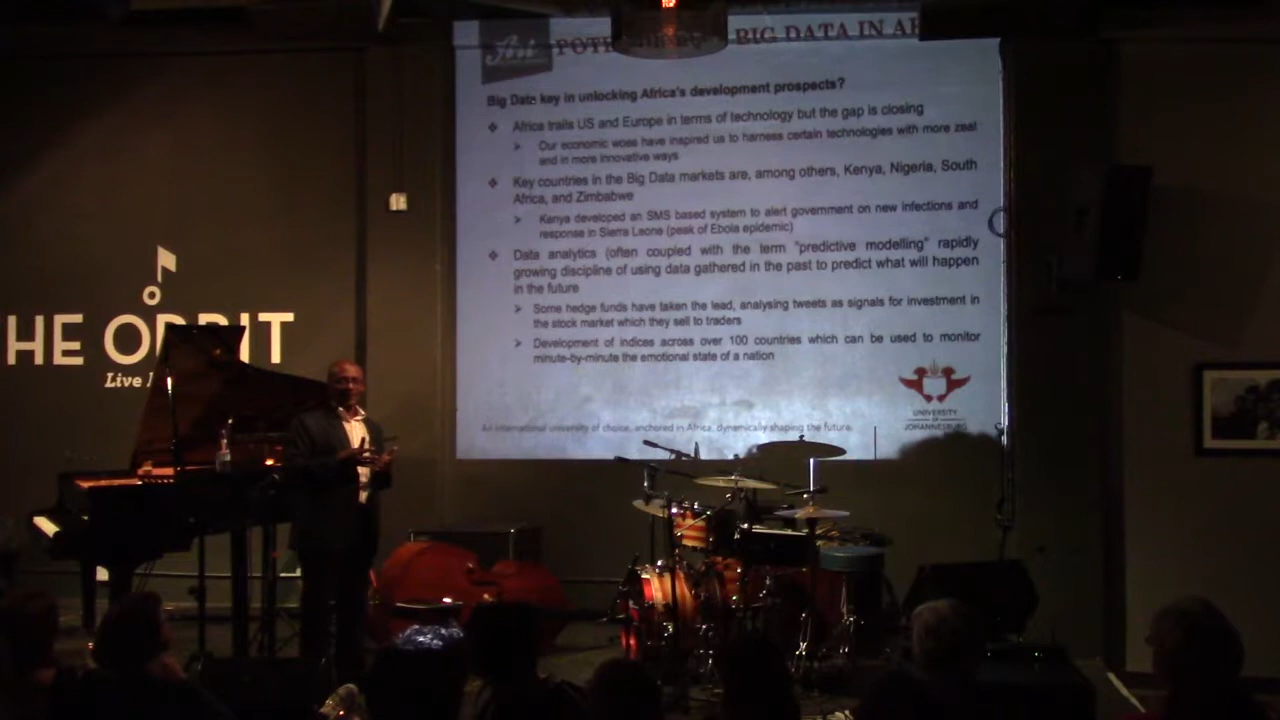 BIG DATA IN
Big Data key in unlocking Africa's development prospects?
❖ Africa trails US and Europe in terms of technology but the gap is closing
➢ Our economic woes have inspired us to harness certain technologies with more zeal
and in more innovative ways
❖ Key countries in the Big Data markets are, among others, Kenya, Nigeria, South
Africa, and Zimbabwe
➢ Kenya developed an SMS based system to alert government on new infections and
response in Sierra Leone (peak of Ebola epidemic)
❖ Data analytics (often coupled with the term "predictive modelling" rapidly
growing discipline of using data gathered in the past to predict what will happen
in the future
➢ Some hedge funds have taken the lead, analysing tweets as signals for investment in
the stock market which they sell to traders
➢ Development of indices across over 100 countries which can be used to monitor
minute-by-minute the emotional state of a nation
UNIVERSITY
OF
JOHANNESBURG
An international university of choice, anchored in Africa, dynamically shaping the future.
HE ORBIT
Live